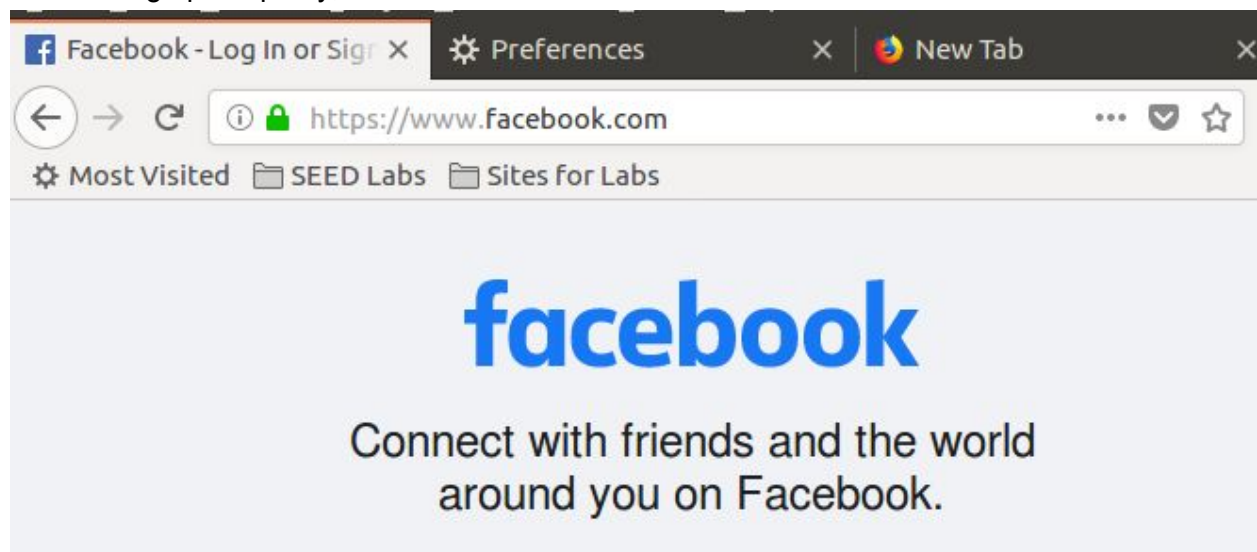 Facebook - Log In or Sig
Preferences
New Tab
https://www.facebook.com
Most Visited SEED Labs Sites for Labs
facebook
Connect with friends and the world
around you on Facebook.